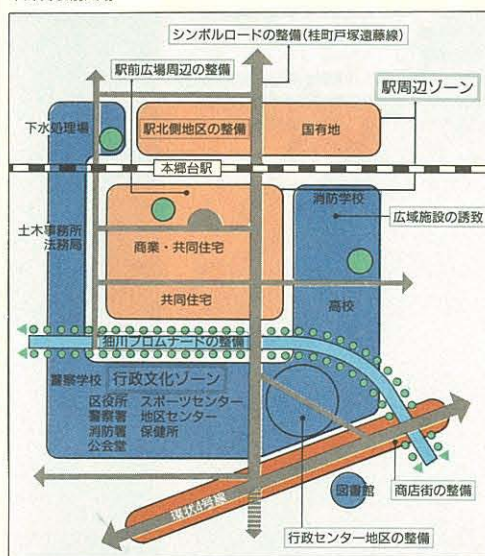 シンボルロードの整備(桂町戸塚遠藤線)
駅前広場周辺の整備
駅周辺ゾーン
下水処理場
駅北側地区の整備
国有地
本郷台駅
消防学校
広域施設の誘致
土木事務所
法務局
商業・共同住宅
共同住宅
高校
独川プロムナードの整備
警察学校
行政文化ゾーン
区役所 スポーツセンター
警察署 地区センター
消防署 保健所
公会堂
環状4号線
図書館
商店街の整備
行政センター地区の整備